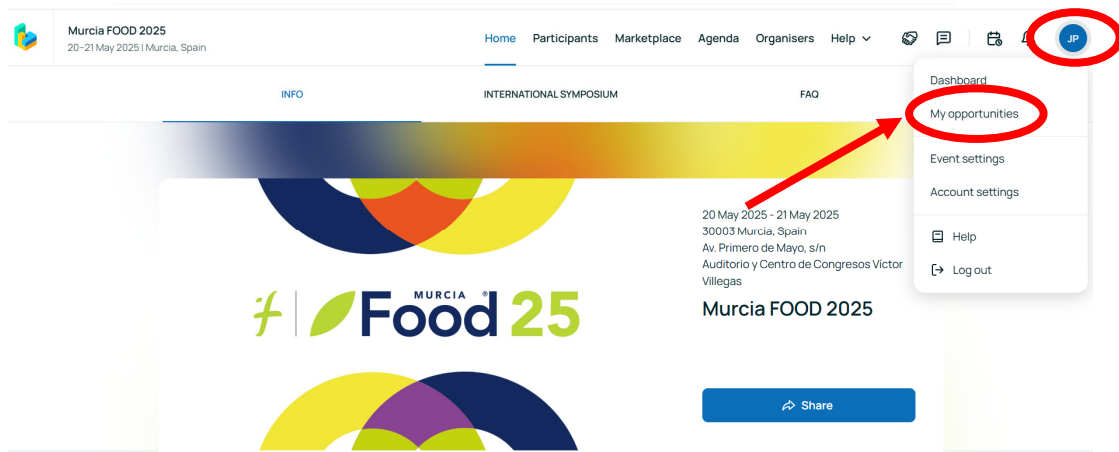 Murcia FOOD 2025
20–21 May 2025 | Murcia, Spain
Home Participants Marketplace Agenda Organisers Help
JP
INFO INTERNATIONAL SYMPOSIUM FAQ
Dashboard
My opportunities
Event settings
Account settings
Help
Log out
20 May 2025 - 21 May 2025
30003 Murcia, Spain
Av. Primero de Mayo, s/n
Auditorio y Centro de Congresos Víctor
Villegas
Murcia FOOD 2025
MURCIA ®
Food 25
Share